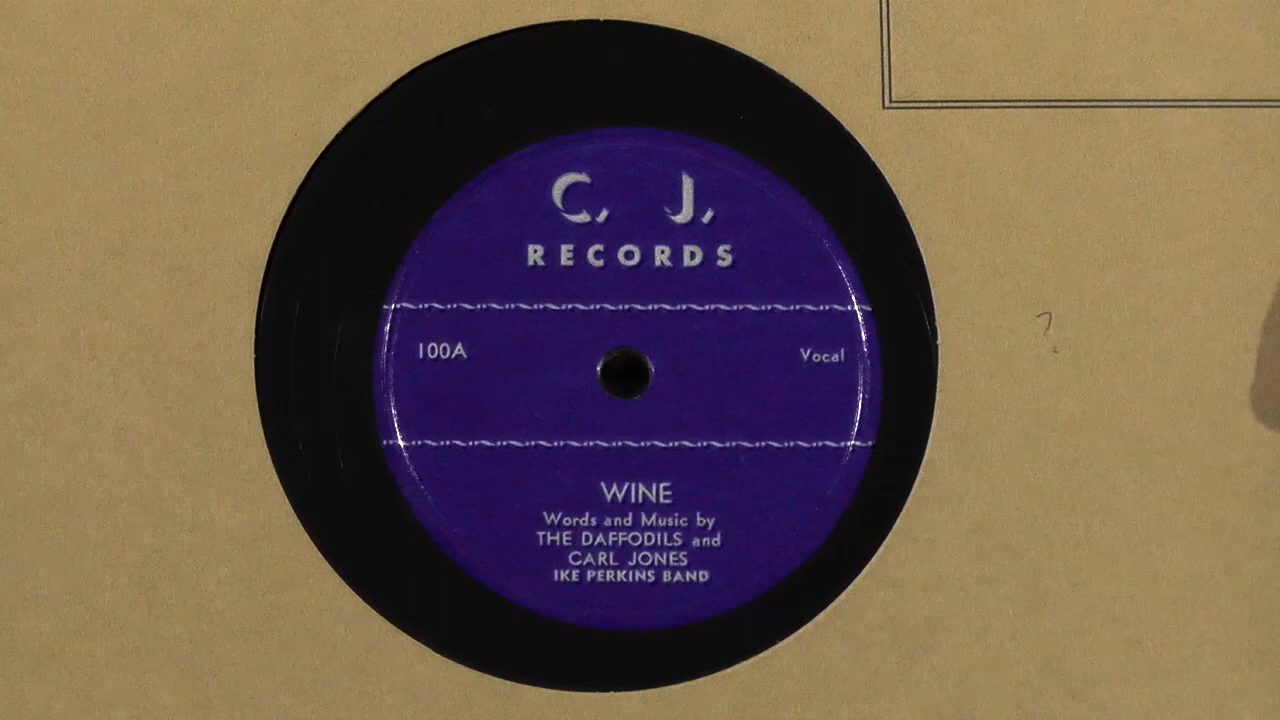 C. J.
RECORDS
100A
Vocal
WINE
Words and Music by
THE DAFFODILS and
CARL JONES
IKE PERKINS BAND